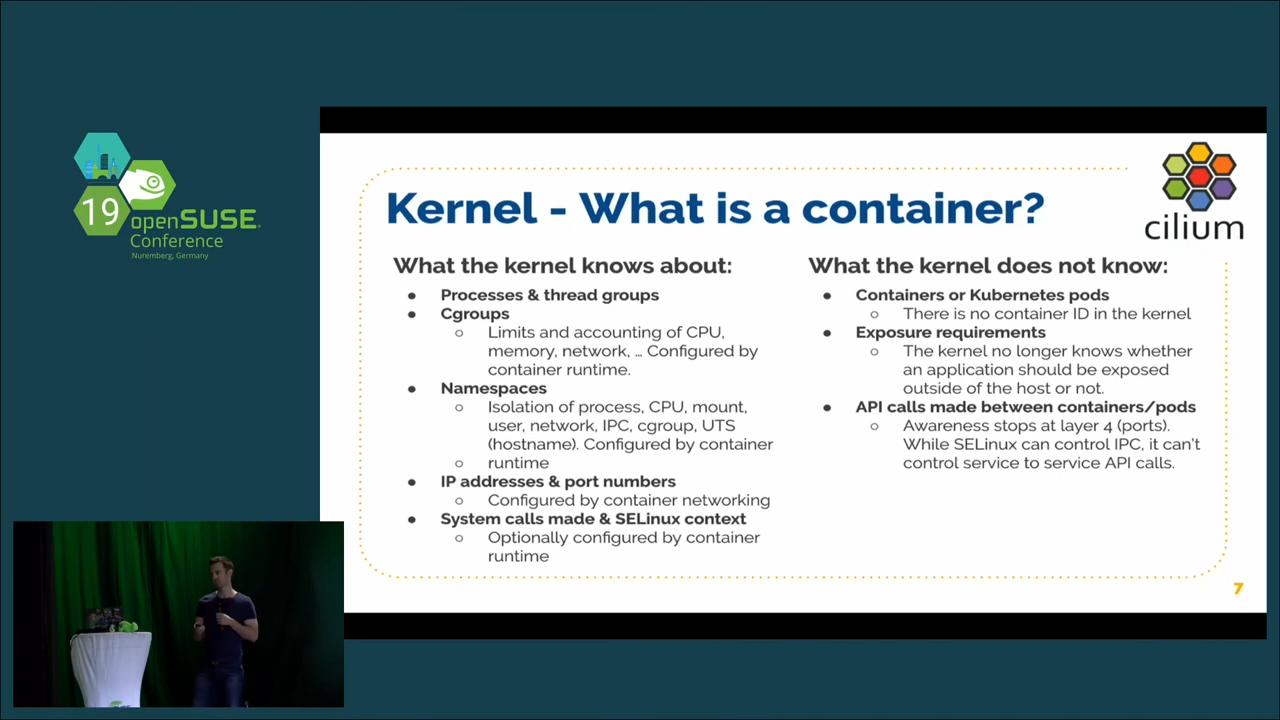 19
openSUSE
Conference
Nuremberg, Germany
cilium
Kernel - What is a container?
What the kernel knows about:
● Processes & thread groups
● Cgroups
○ Limits and accounting of CPU,
memory, network, … Configured by
container runtime.
● Namespaces
○ Isolation of process, CPU, mount,
user, network, IPC, cgroup, UTS
(hostname). Configured by container
○ runtime
● IP addresses & port numbers
○ Configured by container networking
● System calls made & SELinux context
○ Optionally configured by container
runtime
What the kernel does not know:
● Containers or Kubernetes pods
○ There is no container ID in the kernel
● Exposure requirements
○ The kernel no longer knows whether
an application should be exposed
outside of the host or not.
● API calls made between containers/pods
○ Awareness stops at layer 4 (ports).
While SELinux can control IPC, it can't
control service to service API calls.
7